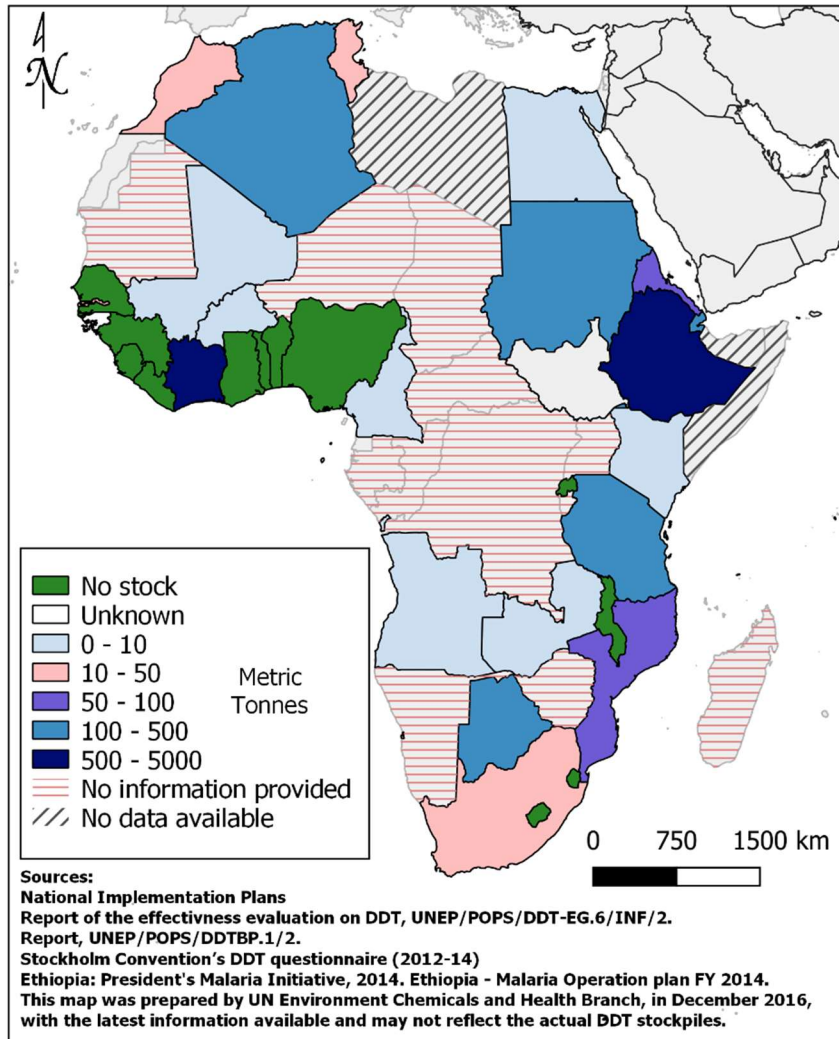 N
No stock
Unknown
0 - 10
10 - 50
50 - 100
100 - 500
500 - 5000
No information provided
No data available
Metric
Tonnes
0 750 1500 km
Sources:
National Implementation Plans
Report of the effectivness evaluation on DDT, UNEP/POPS/DDT-EG.6/INF/2.
Report, UNEP/POPS/DDTBP.1/2.
Stockholm Convention's DDT questionnaire (2012-14)
Ethiopia: President's Malaria Initiative, 2014. Ethiopia - Malaria Operation plan FY 2014.
This map was prepared by UN Environment Chemicals and Health Branch, in December 2016,
with the latest information available and may not reflect the actual DDT stockpiles.